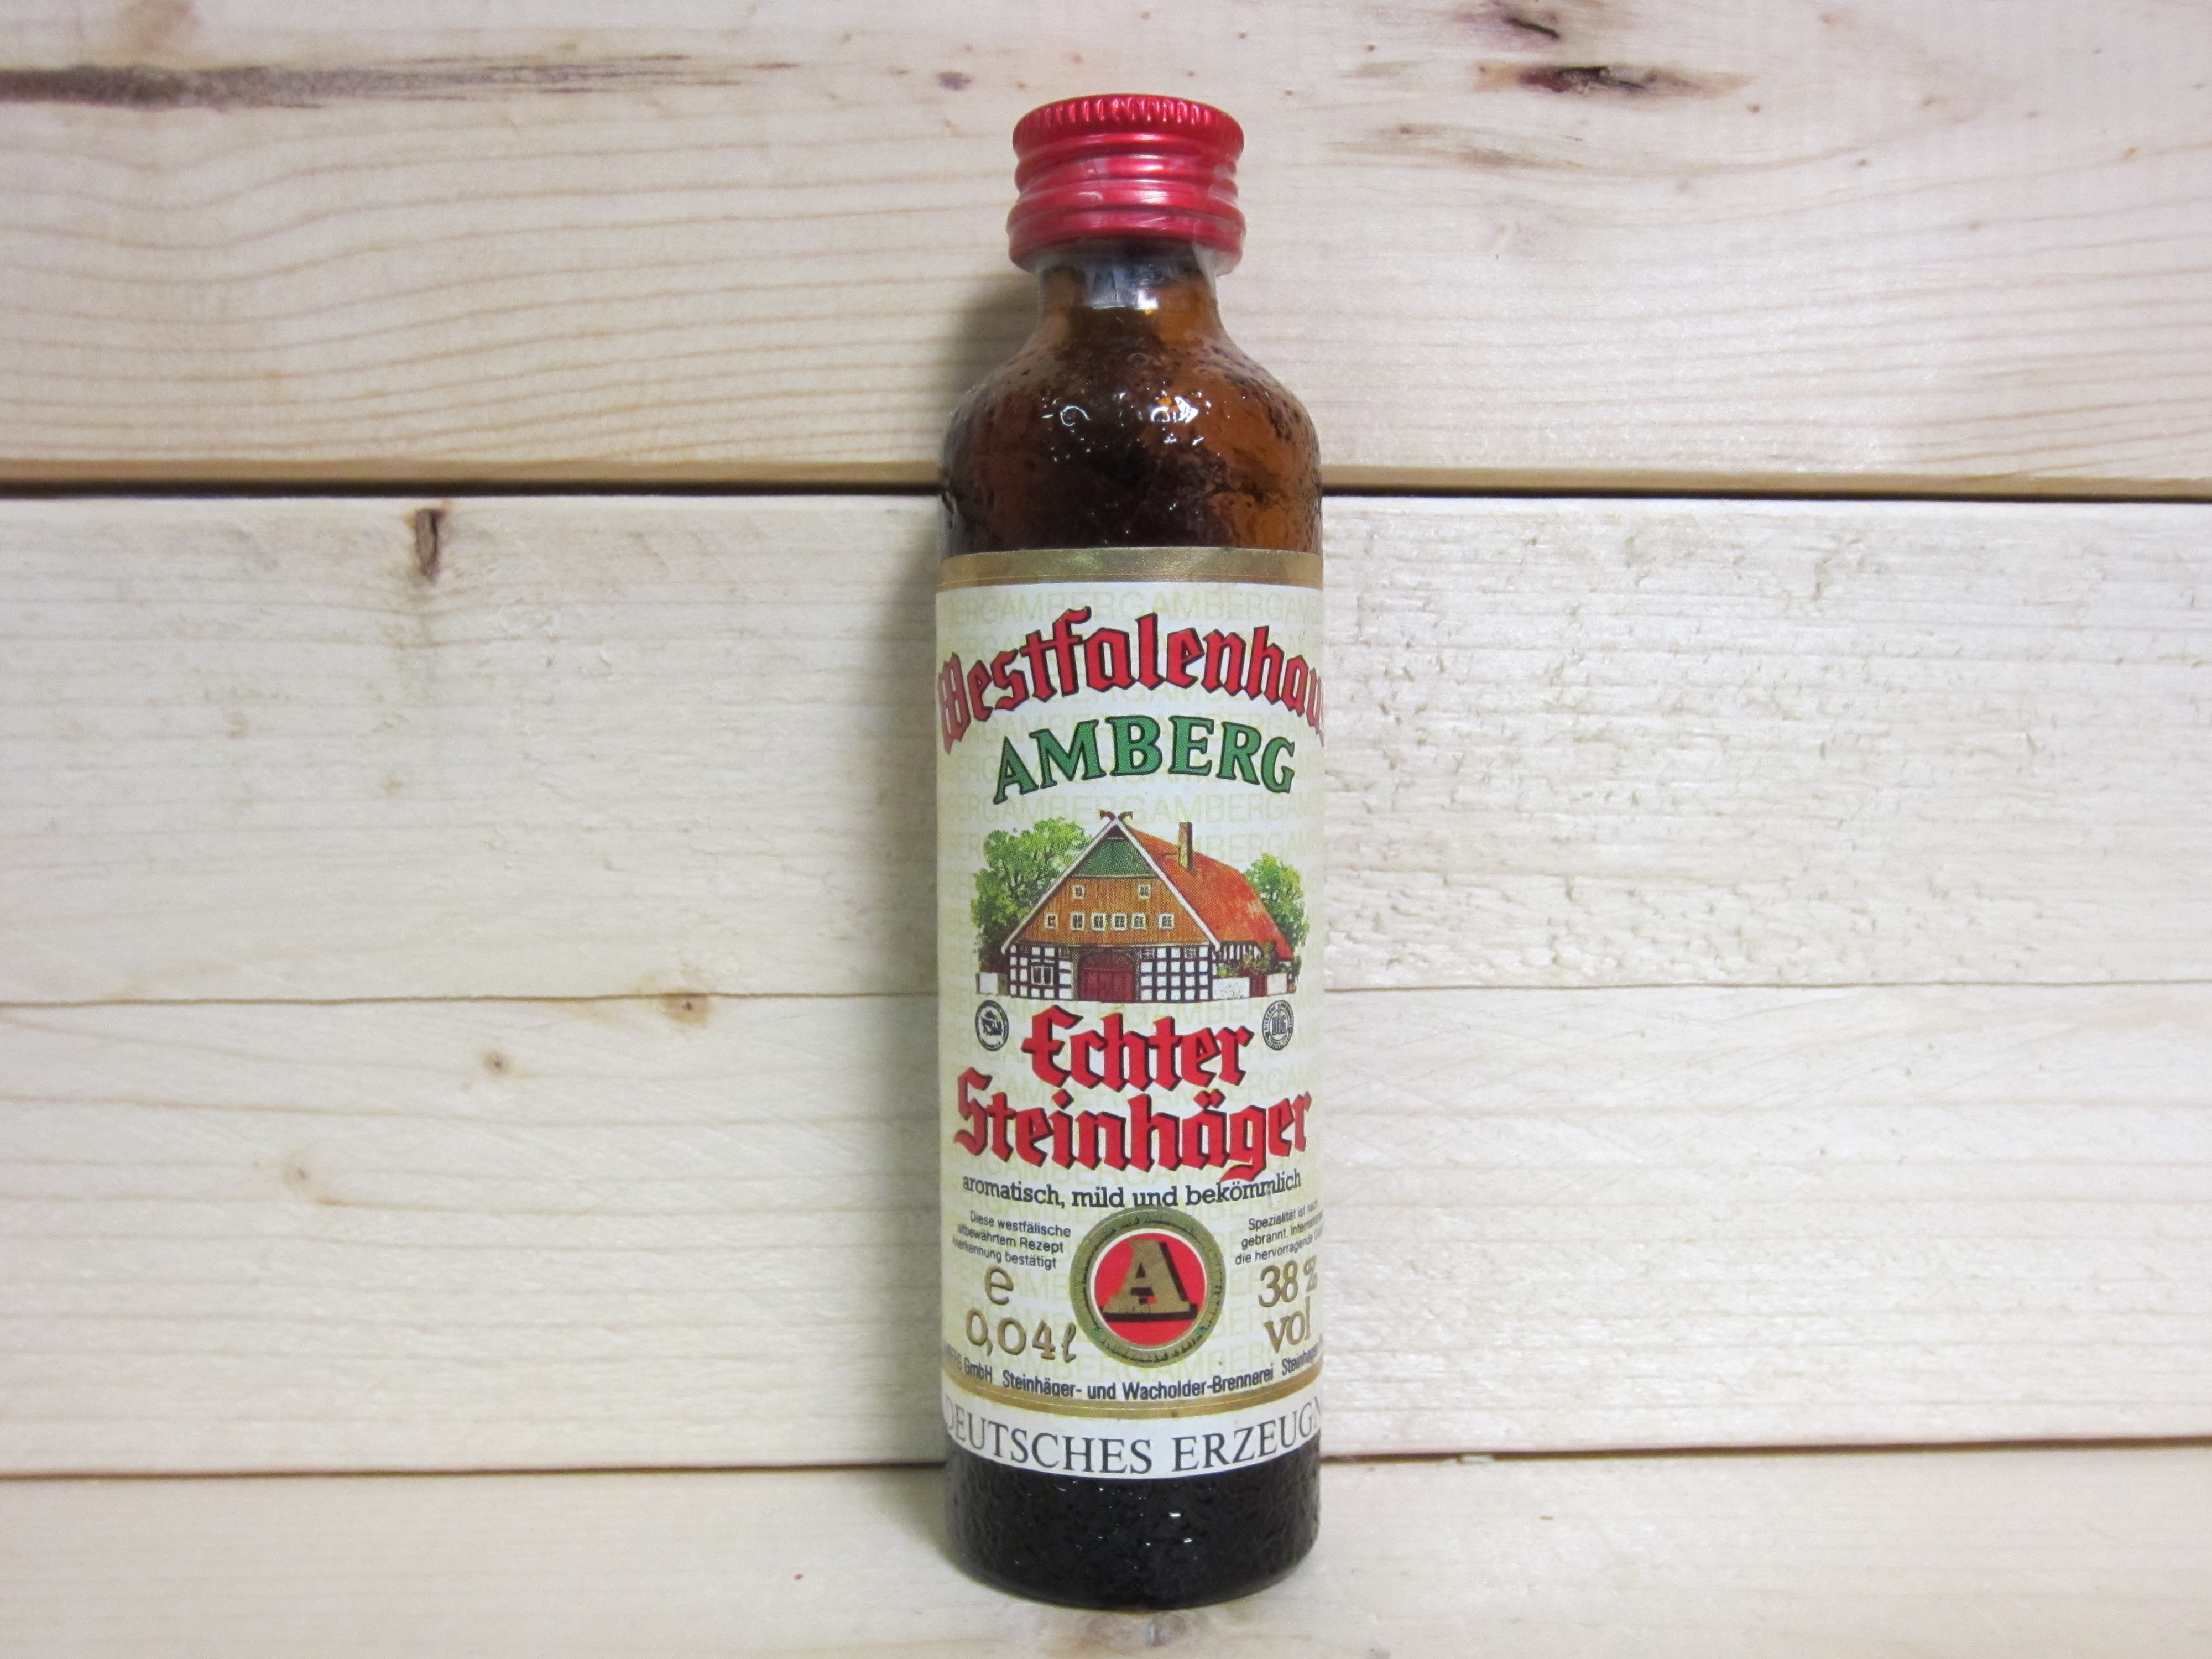 Westfalenhaus
AMBERG
Echter
Steinhäger
aromatisch, mild und bekömmlich
Diese westfälische
altbewährtem Rezept
Anerkennung bestätigt
Spezialität ist nach
gebrannt.
die hervorragende
A
e
0,04ℓ
38 %
vol
GmbH Steinhäger- und Wacholder-Brennerei
DEUTSCHES ERZEUGN